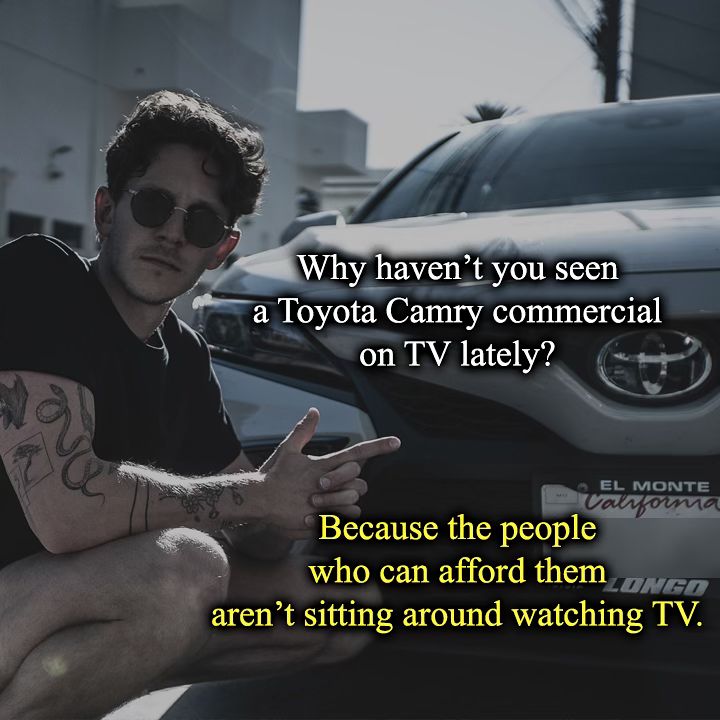 Why haven’t you seen
a Toyota Camry commercial
on TV lately?
EL MONTE
California
Because the people
who can afford them
LONGO
aren’t sitting around watching TV.